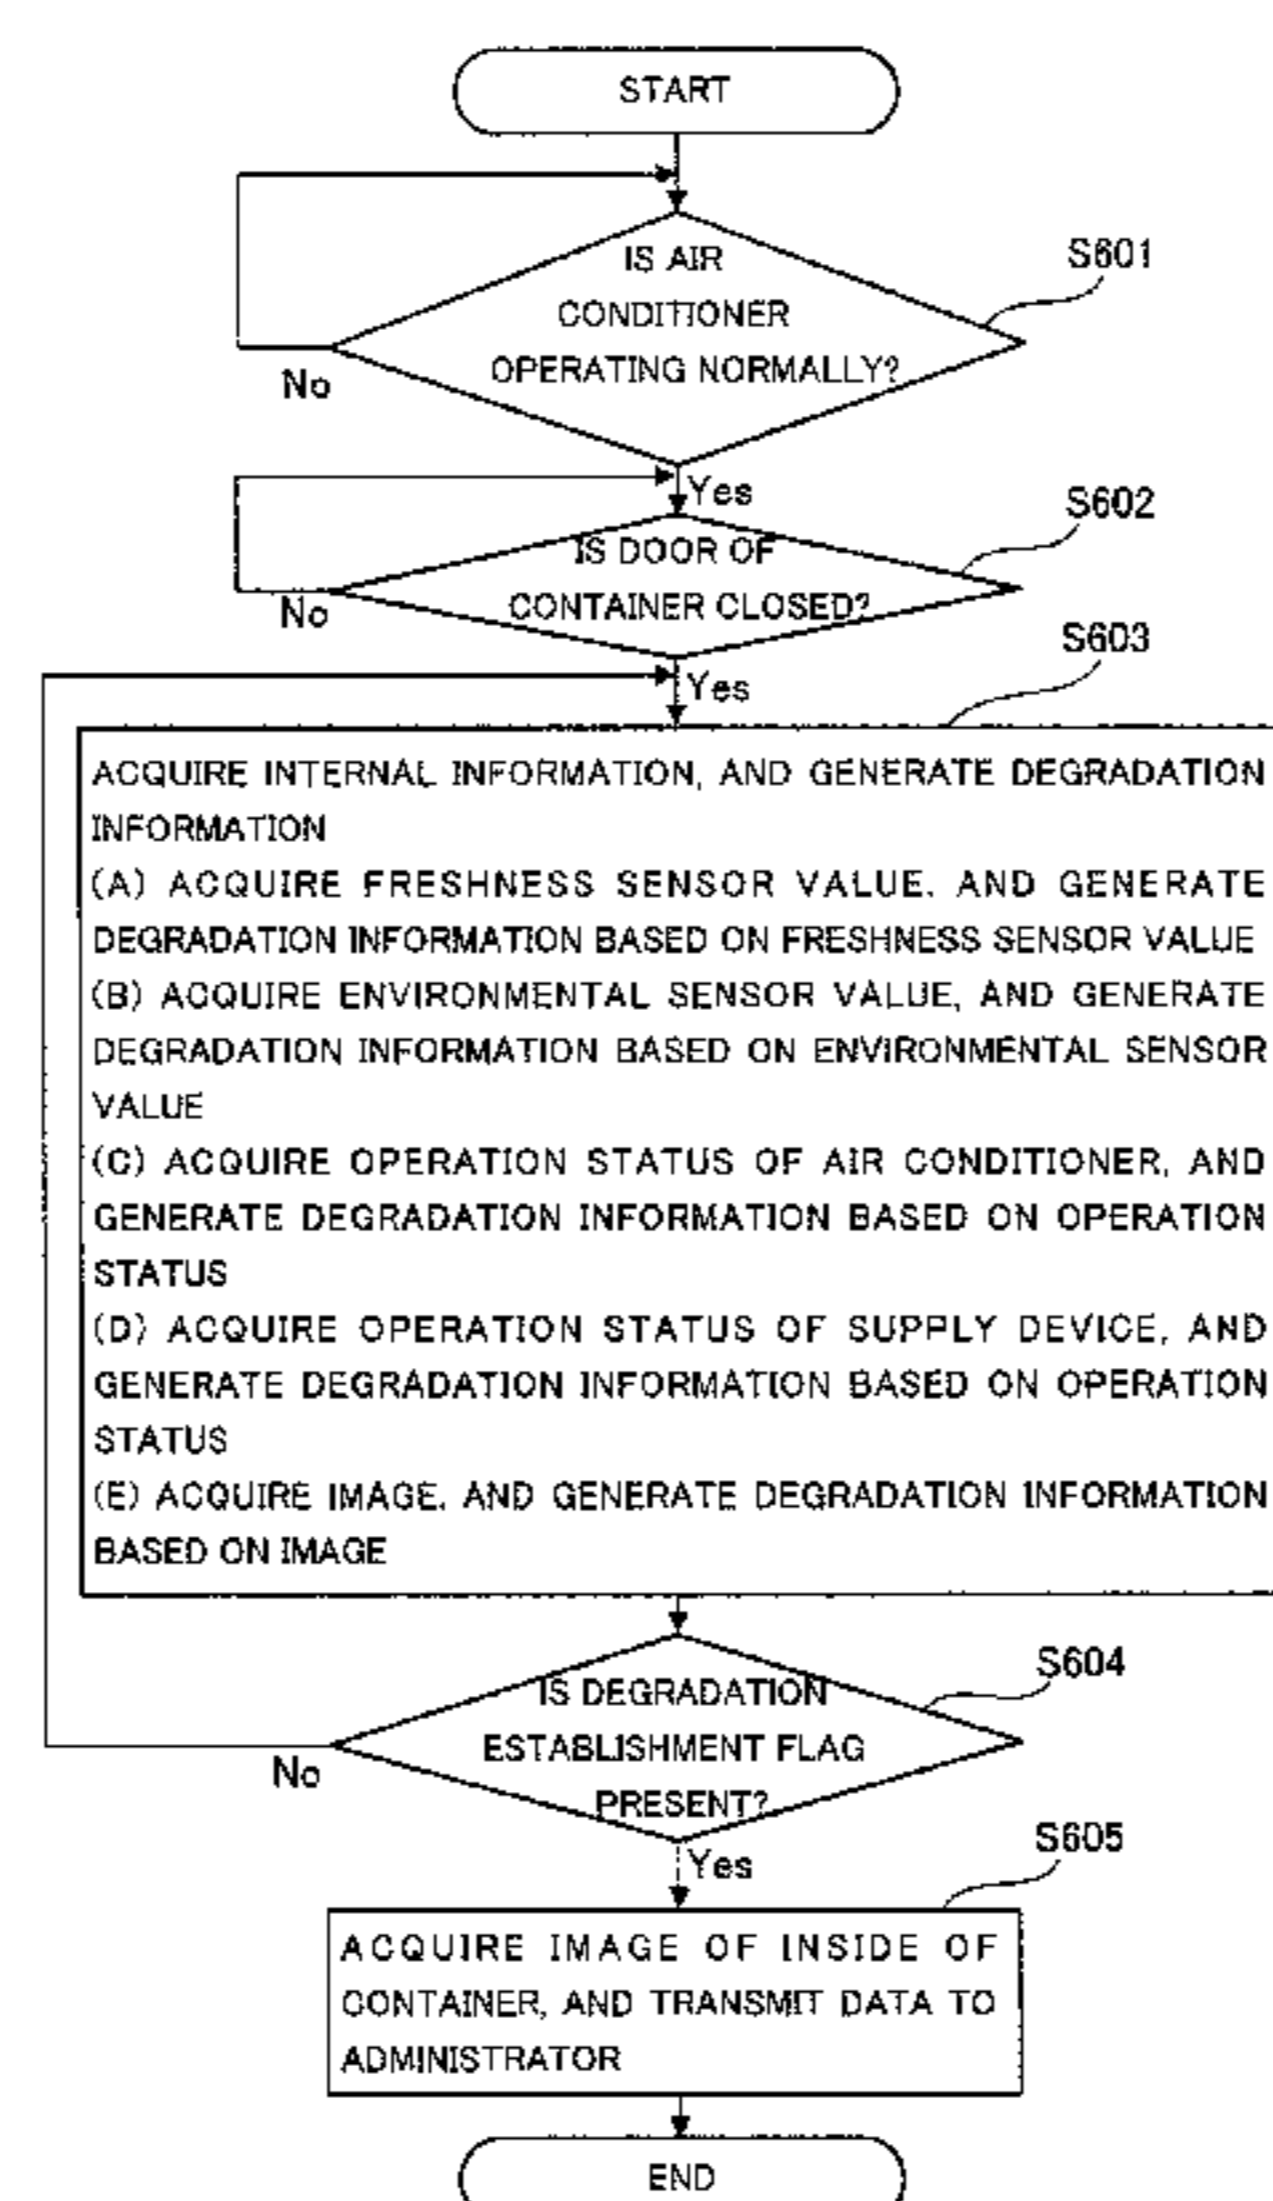 START
IS AIR
CONDITIONER
OPERATING NORMALLY?
S601
No
Yes
S602
IS DOOR OF
CONTAINER CLOSED?
No
S603
Yes
ACQUIRE INTERNAL INFORMATION, AND GENERATE DEGRADATION
INFORMATION
(A) ACQUIRE FRESHNESS SENSOR VALUE, AND GENERATE
DEGRADATION INFORMATION BASED ON FRESHNESS SENSOR VALUE
(B) ACQUIRE ENVIRONMENTAL SENSOR VALUE, AND GENERATE
DEGRADATION INFORMATION BASED ON ENVIRONMENTAL SENSOR
VALUE
(C) ACQUIRE OPERATION STATUS OF AIR CONDITIONER, AND
GENERATE DEGRADATION INFORMATION BASED ON OPERATION
STATUS
(D) ACQUIRE OPERATION STATUS OF SUPPLY DEVICE, AND
GENERATE DEGRADATION INFORMATION BASED ON OPERATION
STATUS
(E) ACQUIRE IMAGE, AND GENERATE DEGRADATION INFORMATION
BASED ON IMAGE
S604
IS DEGRADATION
ESTABLISHMENT FLAG
PRESENT?
No
S605
Yes
ACQUIRE IMAGE OF INSIDE OF
CONTAINER, AND TRANSMIT DATA TO
ADMINISTRATOR
END